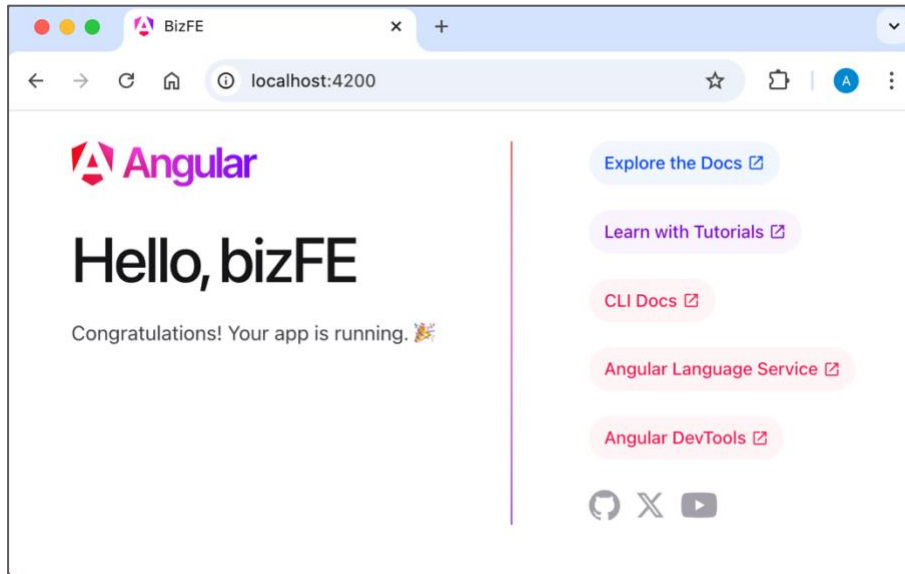 BizFE
localhost:4200
A
Angular
Hello, bizFE
Congratulations! Your app is running. 🎉
Explore the Docs
Learn with Tutorials
CLI Docs
Angular Language Service
Angular DevTools